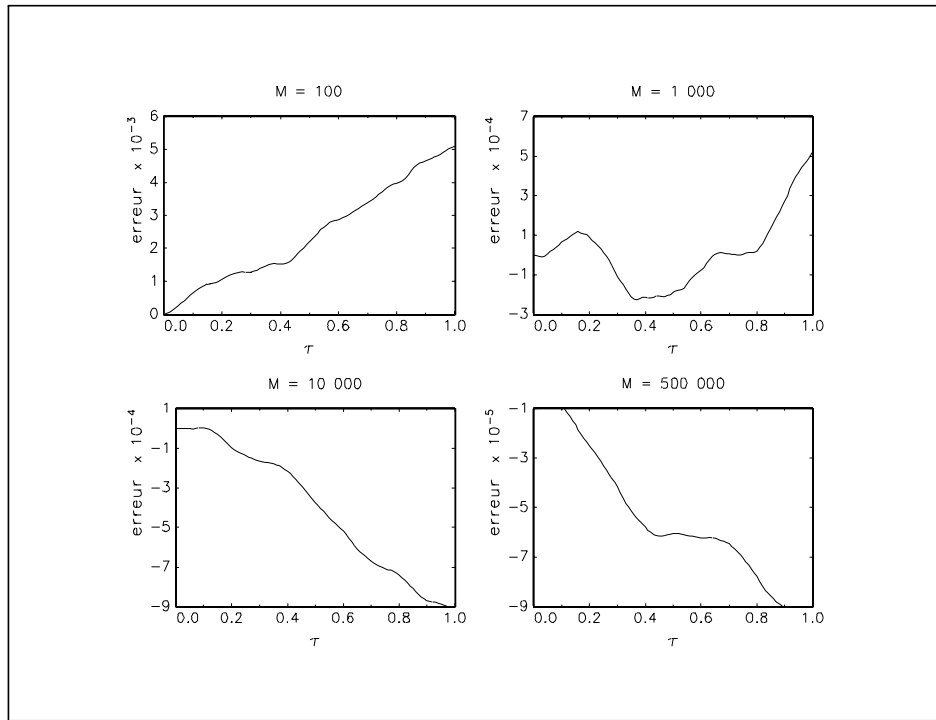 M = 100
erreur x 10⁻³
6
5
4
3
2
1
0
0.0 0.2 0.4 0.6 0.8 1.0
τ
M = 1 000
erreur x 10⁻⁴
7
5
3
1
−1
−3
0.0 0.2 0.4 0.6 0.8 1.0
τ
M = 10 000
erreur x 10⁻⁴
1
−1
−3
−5
−7
−9
0.0 0.2 0.4 0.6 0.8 1.0
τ
M = 500 000
erreur x 10⁻⁵
−1
−3
−5
−7
−9
0.0 0.2 0.4 0.6 0.8 1.0
τ